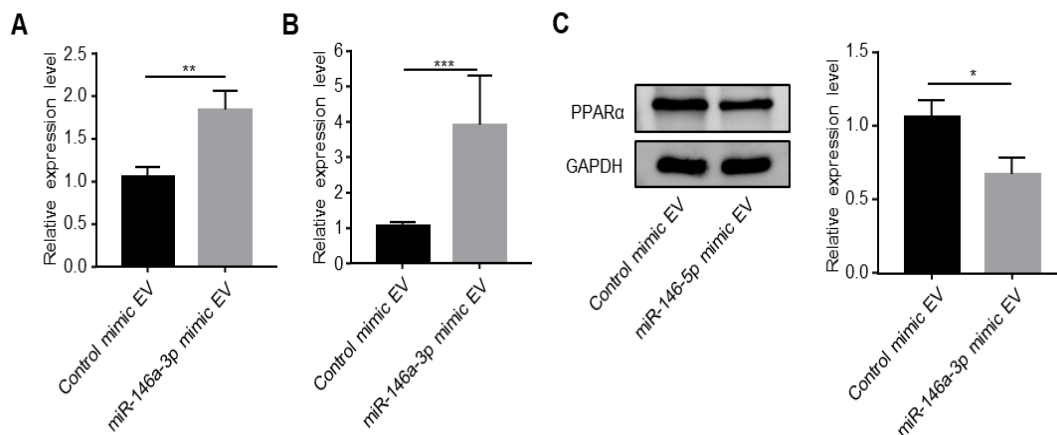 A
Relative expression level
2.5
2.0
1.5
1.0
0.5
0.0
**
Control mimic EV
miR-146a-3p mimic EV
B
Relative expression level
6
5
4
3
2
1
0
***
Control mimic EV
miR-146a-3p mimic EV
C
PPARα
GAPDH
Control mimic EV
miR-146-5p mimic EV
Relative expression level
1.5
1.0
0.5
0.0
*
Control mimic EV
miR-146a-3p mimic EV